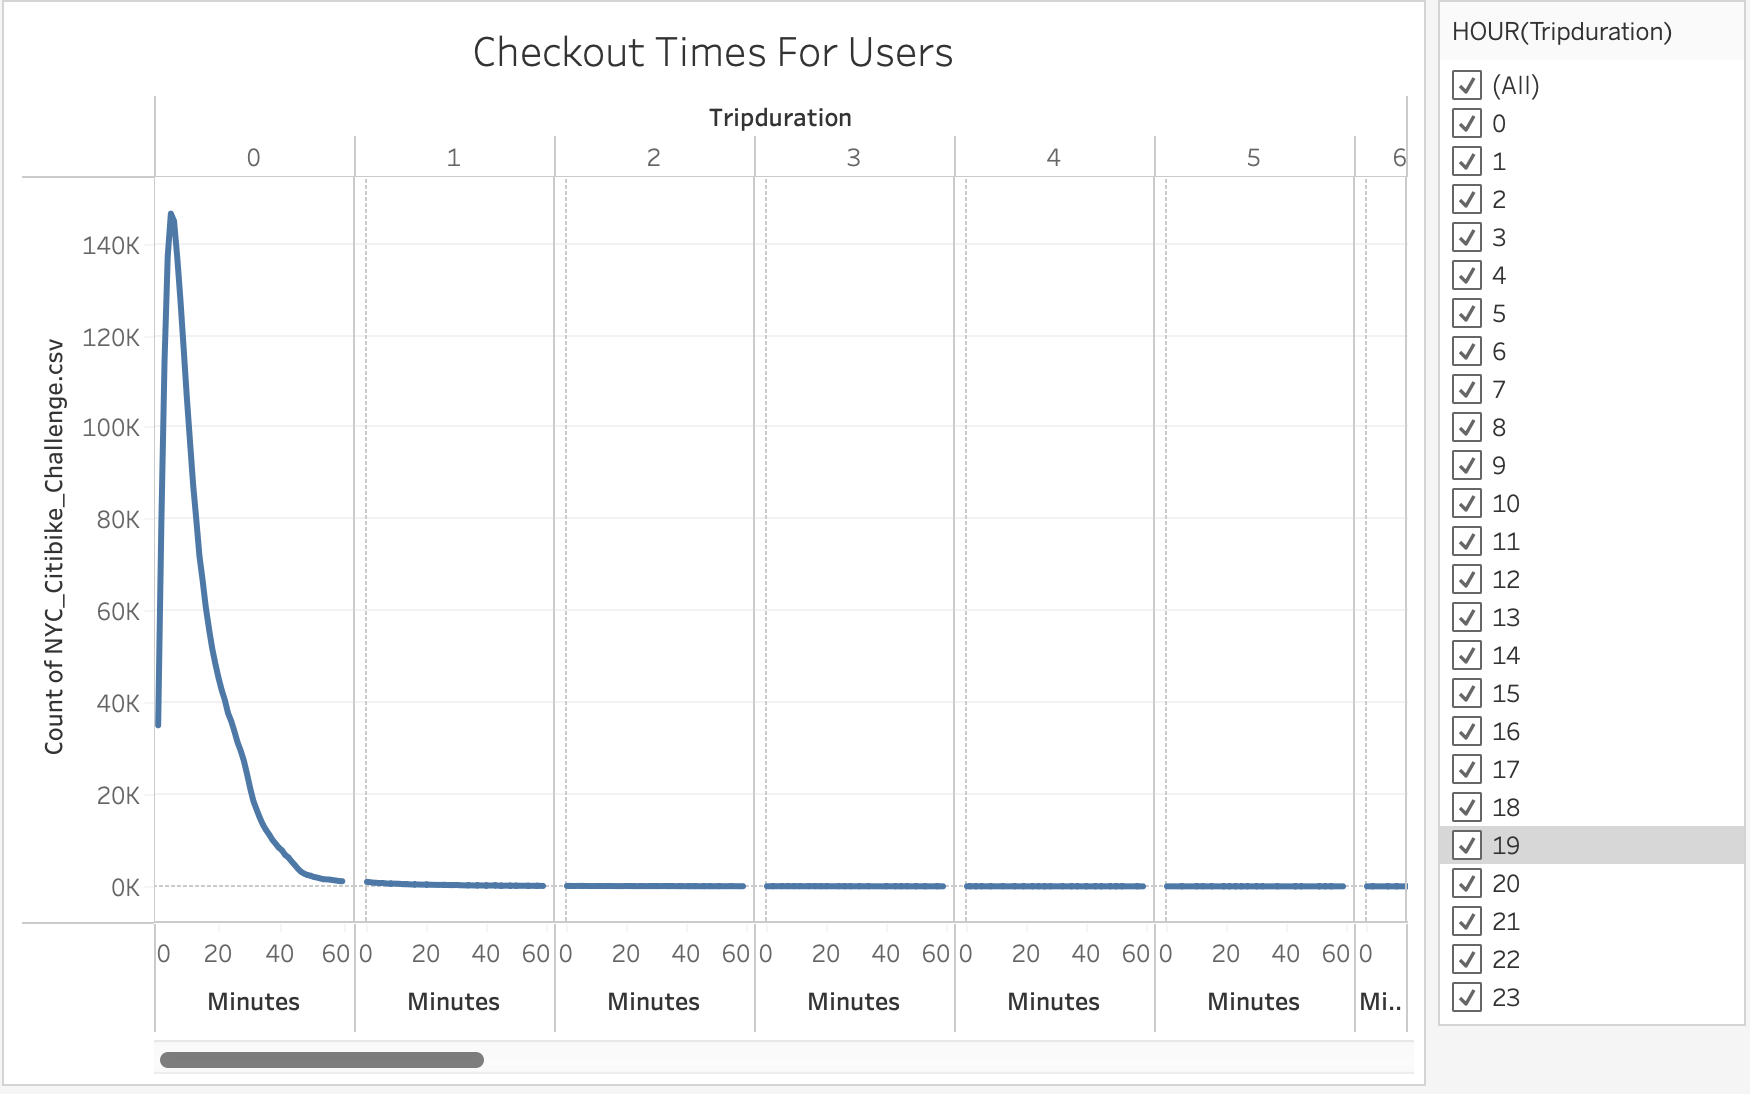 Checkout Times For Users
Tripduration
0 1 2 3 4 5 6
Count of NYC_Citibike_Challenge.csv
140K
120K
100K
80K
60K
40K
20K
0K
0 20 40 60 0 20 40 60 0 20 40 60 0 20 40 60 0 20 40 60 0 20 40 60 0
Minutes Minutes Minutes Minutes Minutes Minutes Mi..
HOUR(Tripduration)
(All)
0
1
2
3
4
5
6
7
8
9
10
11
12
13
14
15
16
17
18
19
20
21
22
23